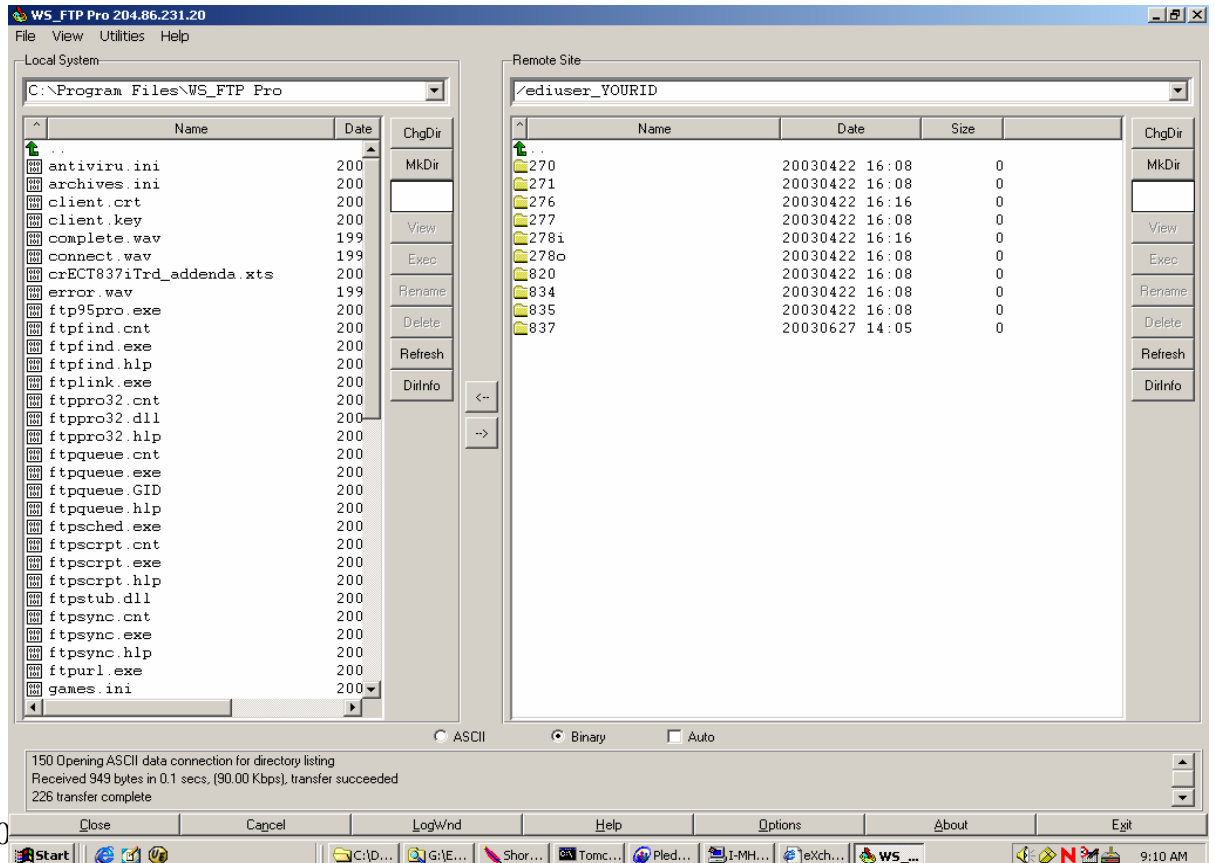 WS_FTP Pro 204.86.231.20
File View Utilities Help
Local System
C:\Program Files\WS_FTP Pro
^ Name Date
..
antiviru.ini 200
archives.ini 200
client.crt 200
client.key 200
complete.wav 199
connect.wav 199
crECT837iTrd_addenda.xts 200
error.wav 199
ftp95pro.exe 200
ftpfind.cnt 200
ftpfind.exe 200
ftpfind.hlp 200
ftplink.exe 200
ftppro32.cnt 200
ftppro32.dll 200
ftppro32.hlp 200
ftpqueue.cnt 200
ftpqueue.exe 200
ftpqueue.GID 200
ftpqueue.hlp 200
ftpsched.exe 200
ftpscrpt.cnt 200
ftpscrpt.exe 200
ftpscrpt.hlp 200
ftpstub.dll 200
ftpsync.cnt 200
ftpsync.exe 200
ftpsync.hlp 200
ftpurl.exe 200
games.ini 200
ChgDir
MkDir
View
Exec
Rename
Delete
Refresh
DirInfo
<--
-->
Remote Site
/ediuser_YOURID
^ Name Date Size
..
270 20030422 16:08 0
271 20030422 16:08 0
276 20030422 16:16 0
277 20030422 16:08 0
278i 20030422 16:16 0
278o 20030422 16:08 0
820 20030422 16:08 0
834 20030422 16:08 0
835 20030422 16:08 0
837 20030627 14:05 0
ChgDir
MkDir
View
Exec
Rename
Delete
Refresh
DirInfo
ASCII Binary Auto
150 Opening ASCII data connection for directory listing
Received 949 bytes in 0.1 secs, (90.00 Kbps), transfer succeeded
226 transfer complete
Close Cancel LogWnd Help Options About Exit
Start C:\D... G:\E... Shor... Tomc... Pled... I-MH... eXch... WS_... 9:10 AM